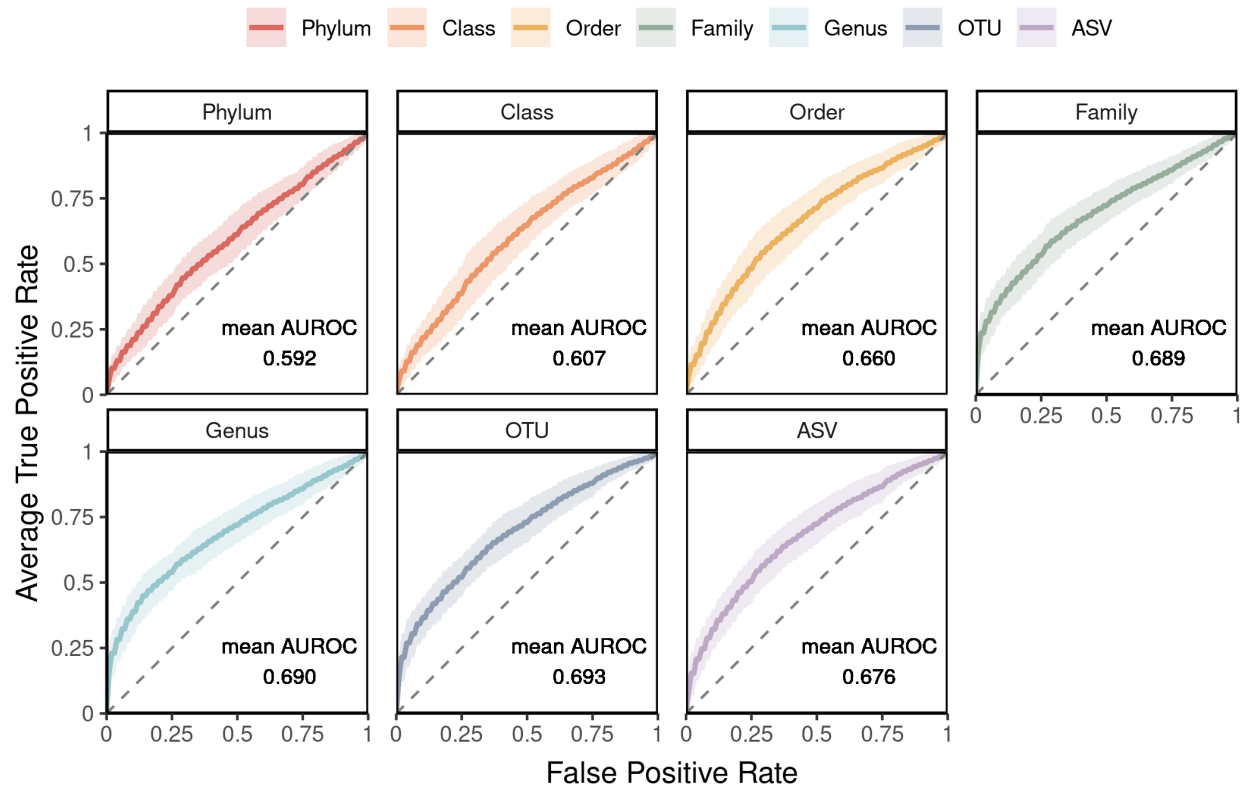 Phylum Class Order Family Genus OTU ASV
Average True Positive Rate
Phylum Class Order Family
1
0.75
0.5
0.25
0
mean AUROC mean AUROC mean AUROC mean AUROC
0.592 0.607 0.660 0.689
0 0.25 0.5 0.75 1
Genus OTU ASV
1
0.75
0.5
0.25
0
mean AUROC mean AUROC mean AUROC
0.690 0.693 0.676
0 0.25 0.5 0.75 1 0 0.25 0.5 0.75 1 0 0.25 0.5 0.75 1
False Positive Rate